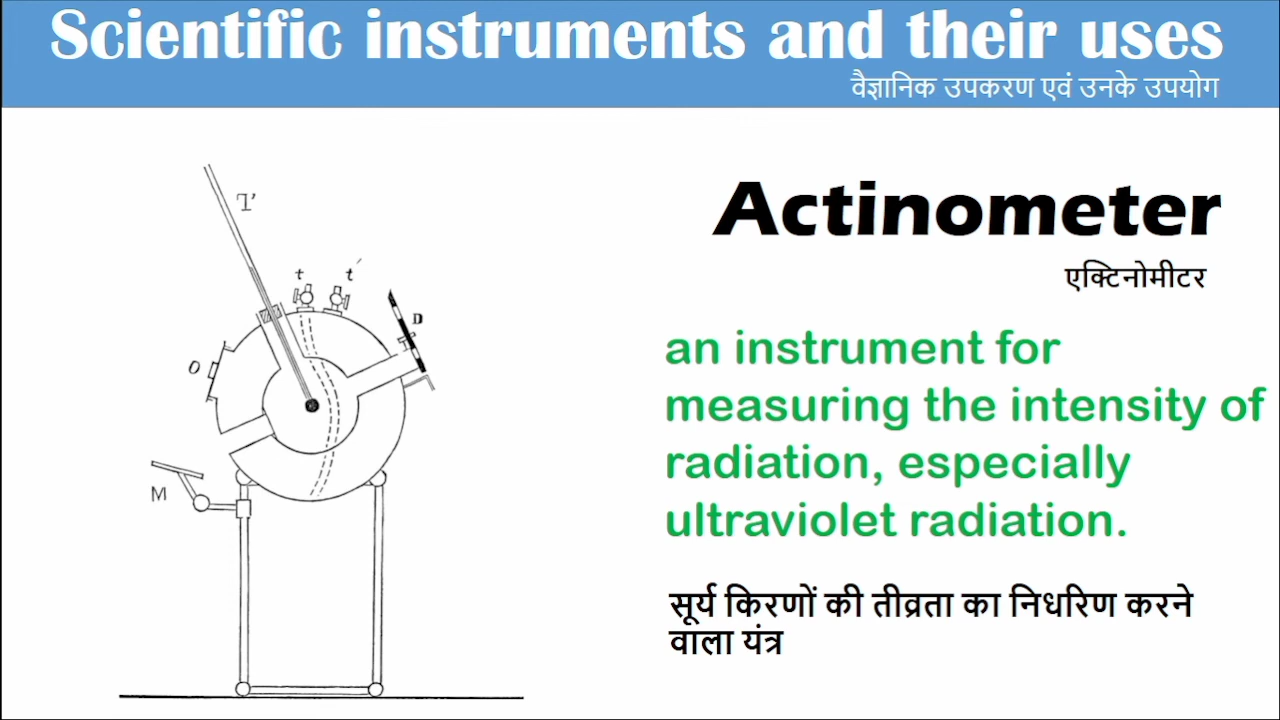 Scientific instruments and their uses
वैज्ञानिक उपकरण एवं उनके उपयोग
Actinometer
एक्टिनोमीटर
an instrument for
measuring the intensity of
radiation, especially
ultraviolet radiation.
सूर्य किरणों की तीव्रता का निर्धारण करने
वाला यंत्र
T
t
t′
D
O
M